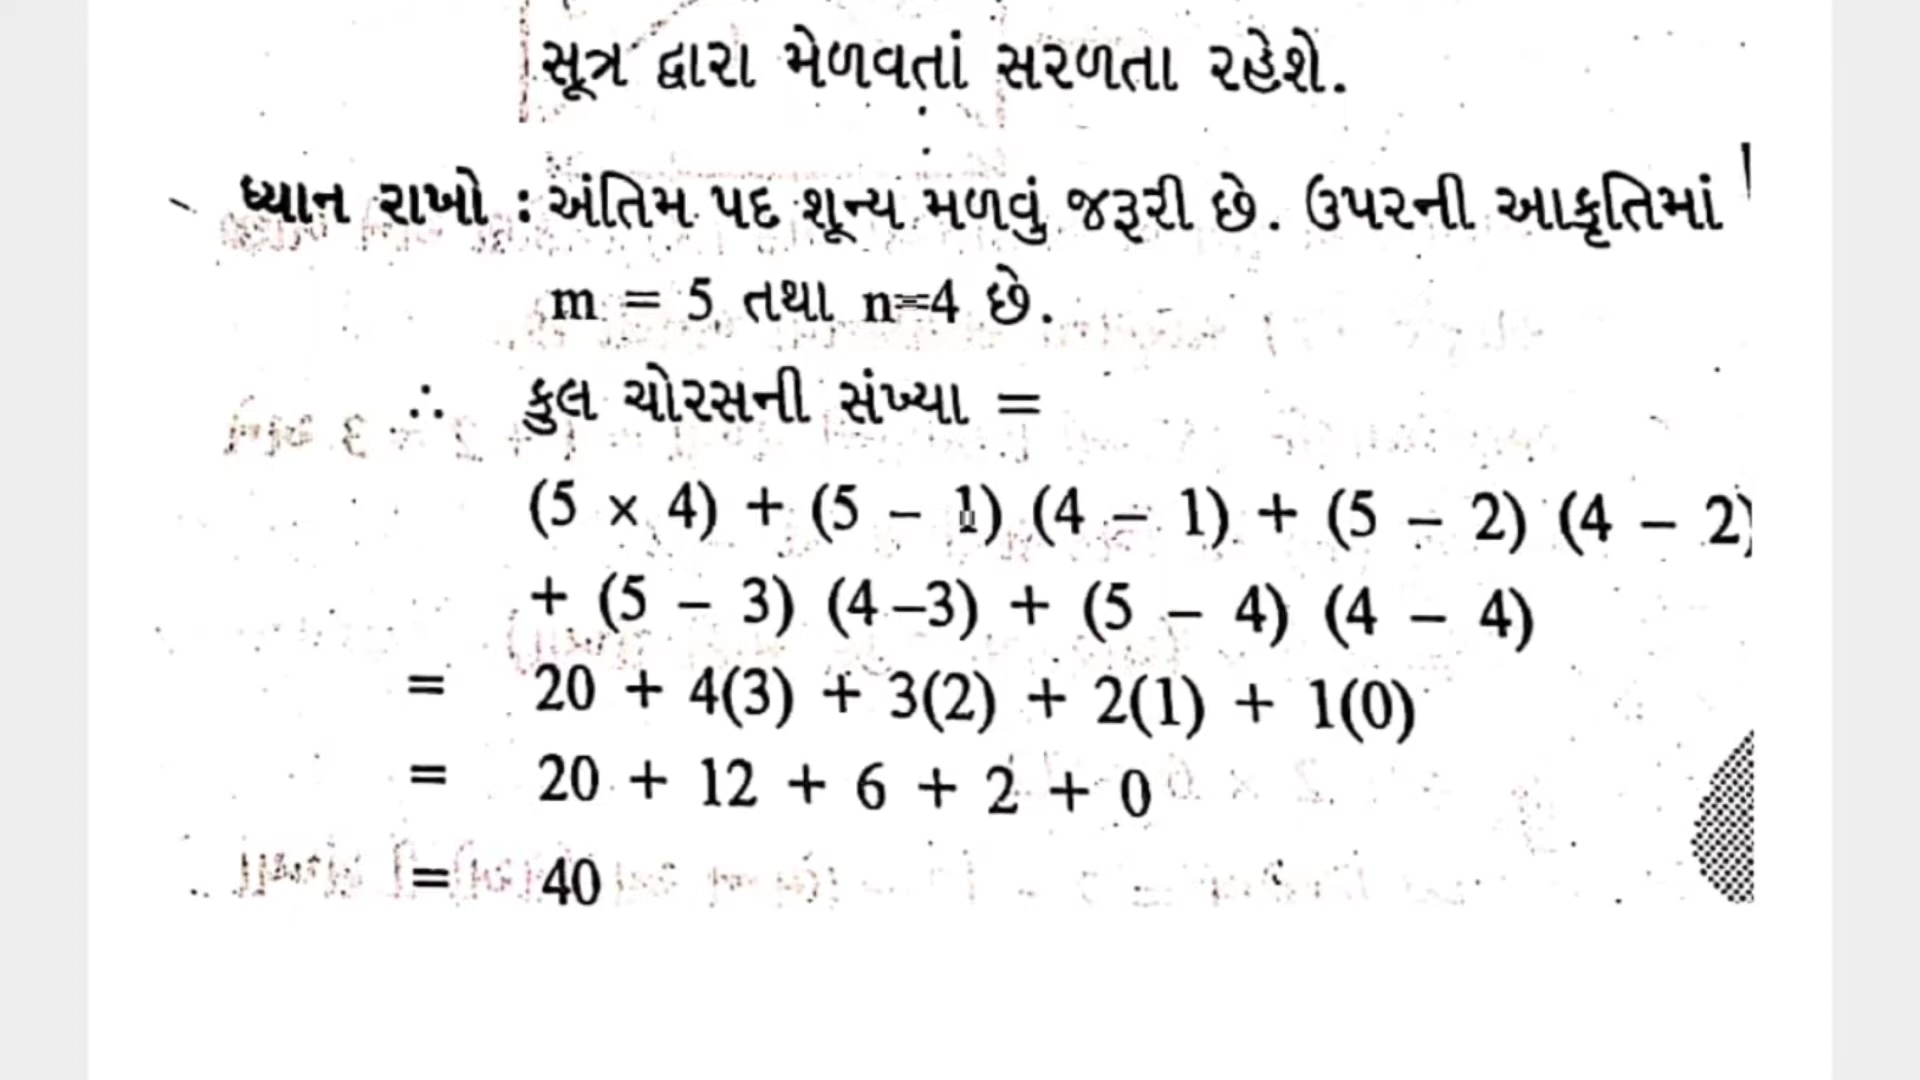 સૂત્ર દ્વારા મેળવતાં સરળતા રહેશે.
ધ્યાન રાખો : અંતિમ પદ શૂન્ય મળવું જરૂરી છે. ઉપરની આકૃતિમાં
m = 5 તથા n=4 છે.
∴ કુલ ચોરસની સંખ્યા =
(5 × 4) + (5 – 1) (4 – 1) + (5 – 2) (4 – 2)
+ (5 – 3) (4–3) + (5 – 4) (4 – 4)
= 20 + 4(3) + 3(2) + 2(1) + 1(0)
= 20 + 12 + 6 + 2 + 0
= 40